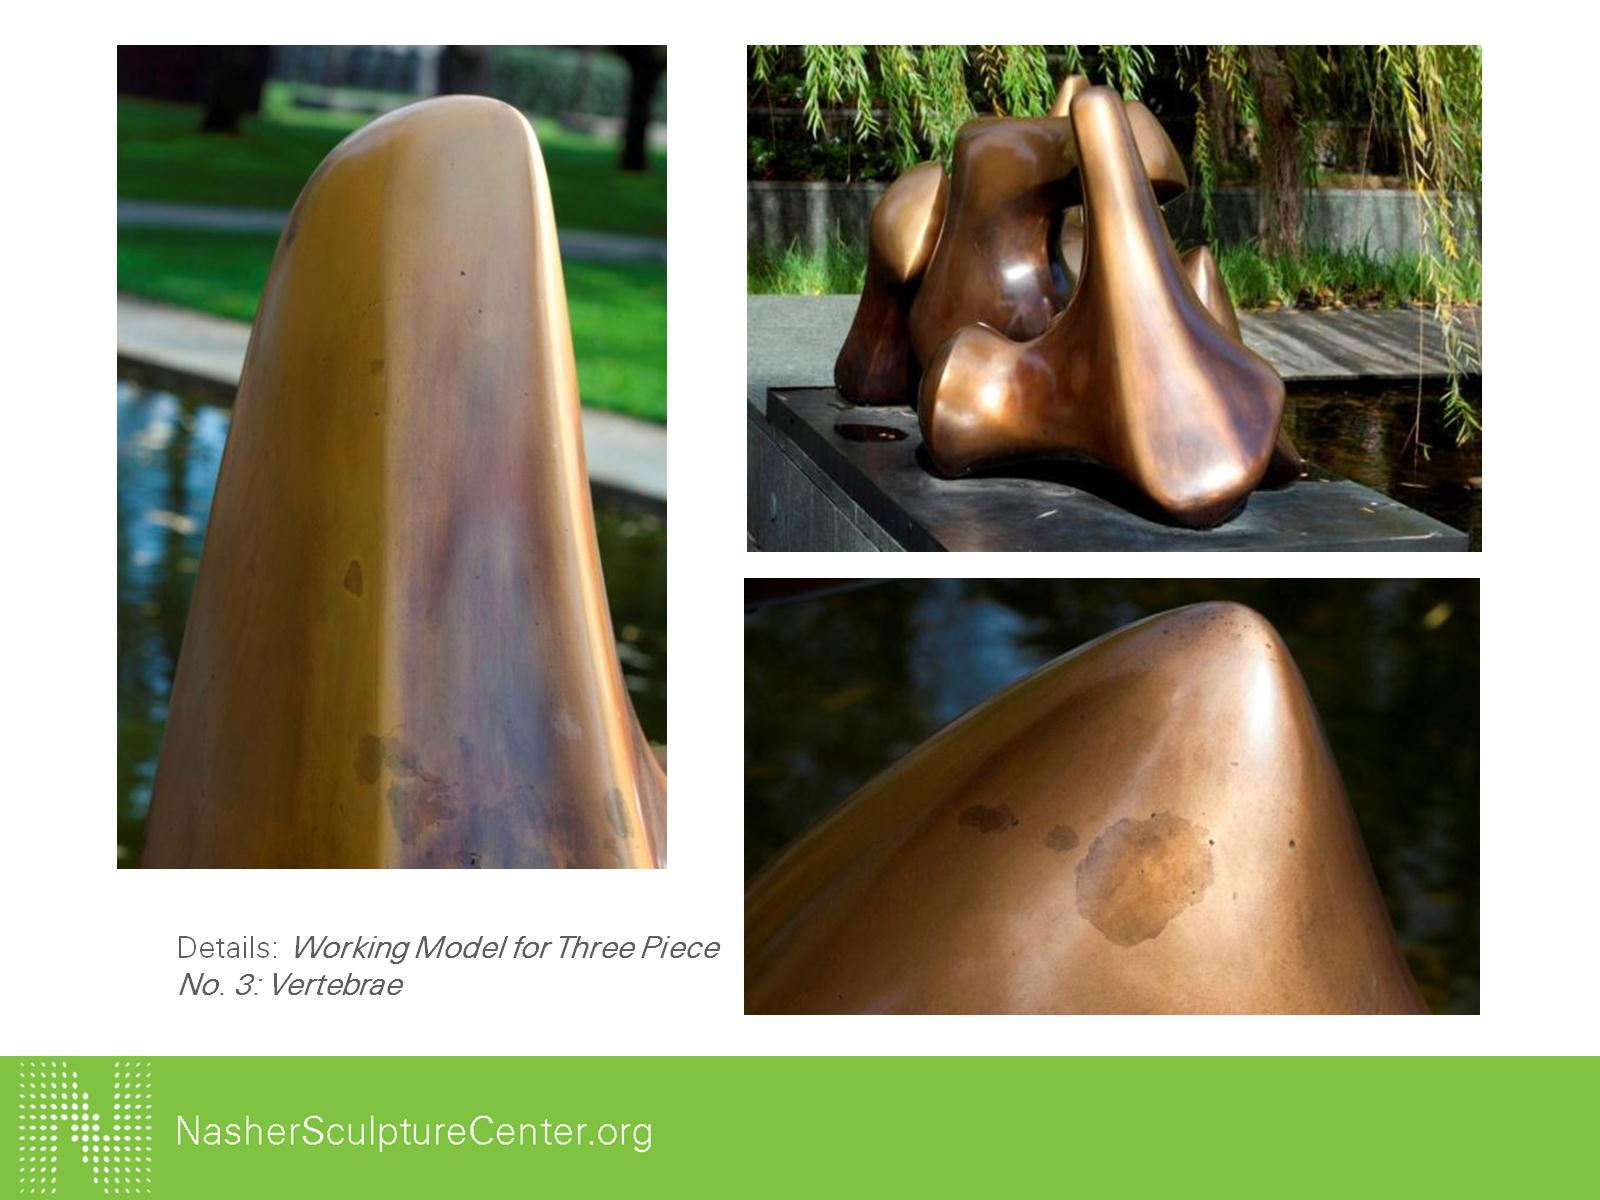 Details: Working Model for Three Piece
No. 3: Vertebrae
NasherSculptureCenter.org